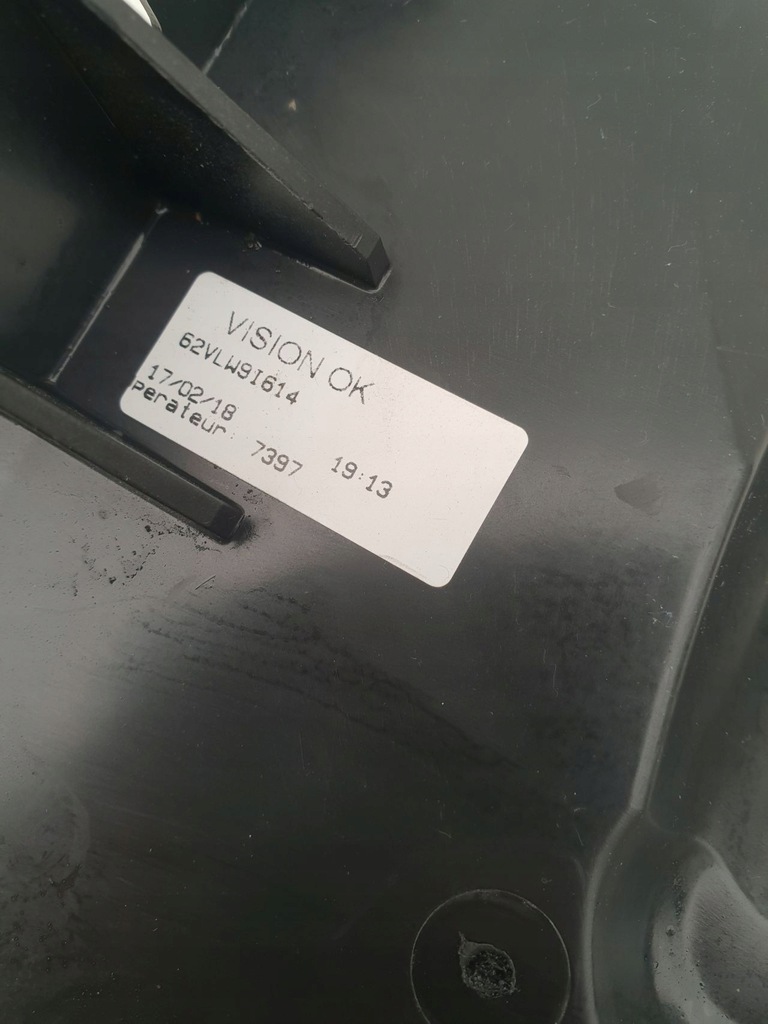 VISION OK
62VLW9I614
17/02/18 19:13
perateur: 7397